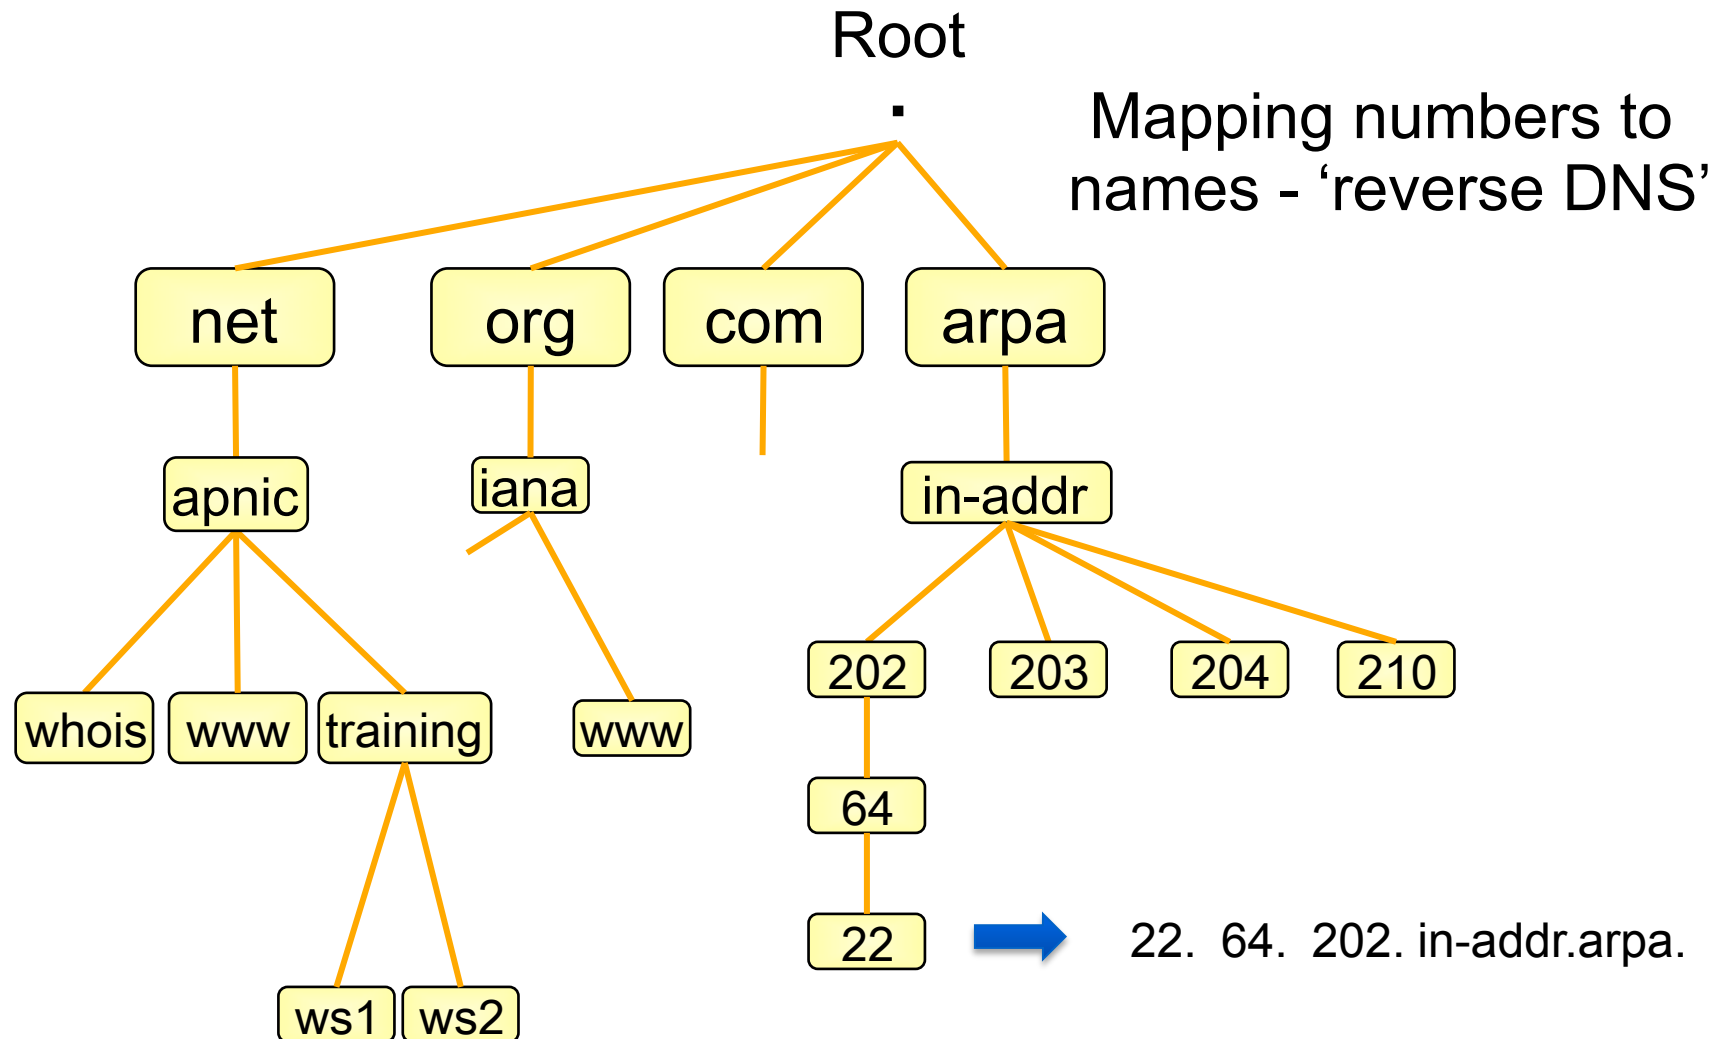 Root
.
Mapping numbers to
names - ‘reverse DNS’
net org com arpa
apnic iana in-addr
202 203 204 210
whois www training www
64
22 22. 64. 202. in-addr.arpa.
ws1 ws2